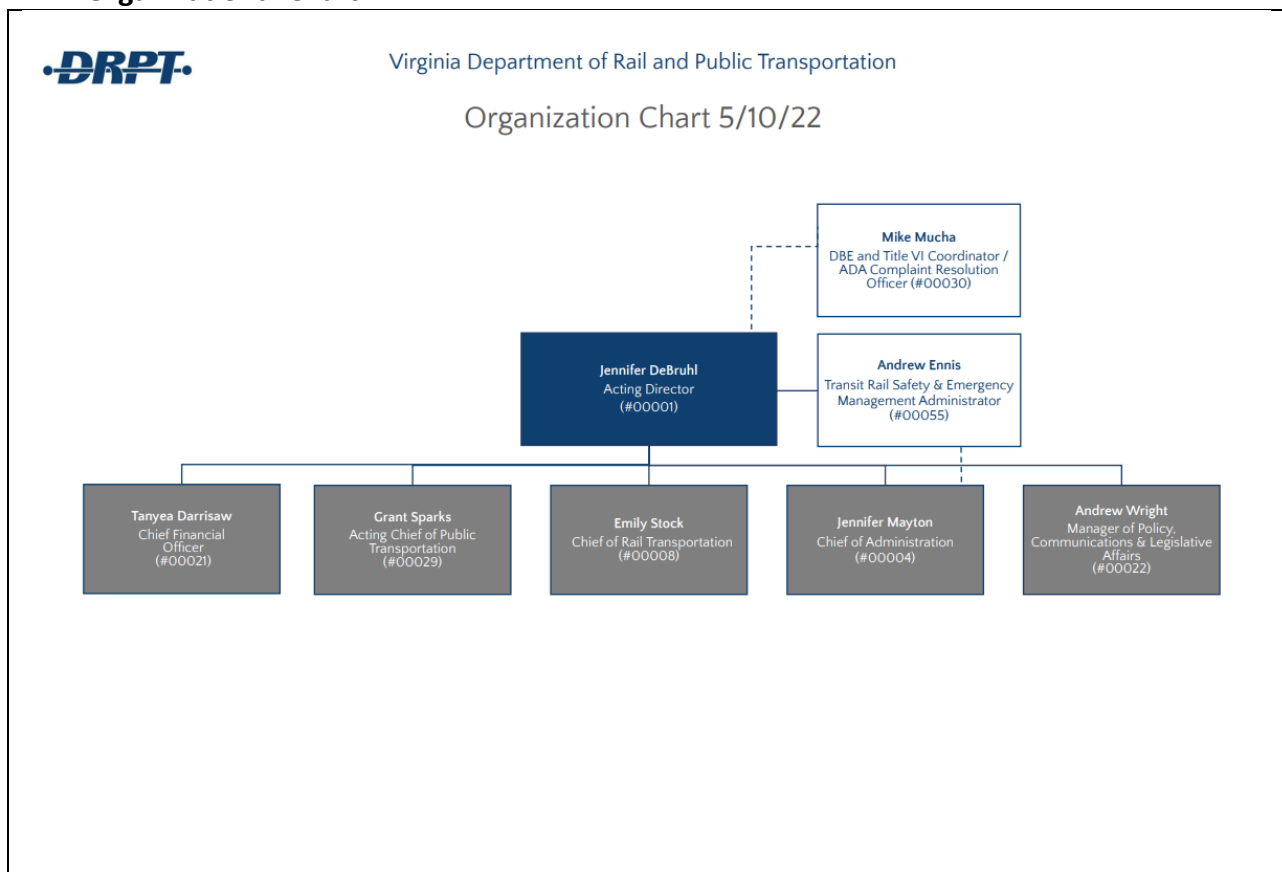 DRPT
Virginia Department of Rail and Public Transportation
Organization Chart 5/10/22
Mike Mucha
DBE and Title VI Coordinator /
ADA Complaint Resolution
Officer (#00030)
Jennifer DeBruhl
Acting Director
(#00001)
Andrew Ennis
Transit Rail Safety & Emergency
Management Administrator
(#00055)
Tanyea Darrisaw
Chief Financial
Officer
(#00021)
Grant Sparks
Acting Chief of Public
Transportation
(#00029)
Emily Stock
Chief of Rail Transportation
(#00008)
Jennifer Mayton
Chief of Administration
(#00004)
Andrew Wright
Manager of Policy,
Communications & Legislative
Affairs
(#00022)